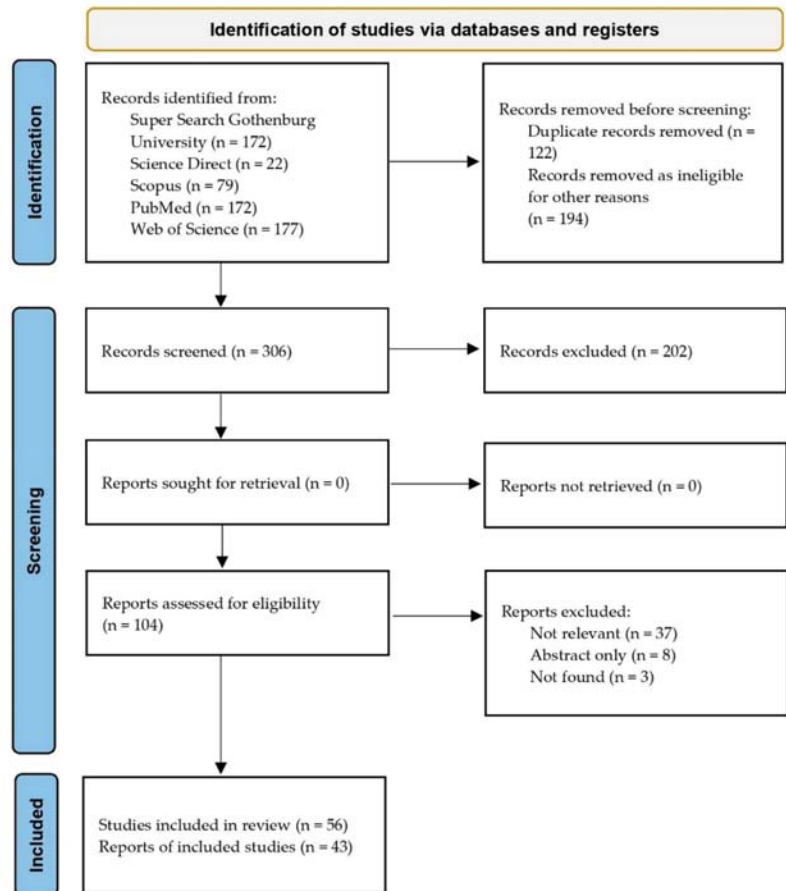 Identification of studies via databases and registers
Identification
Records identified from:
Super Search Gothenburg
University (n = 172)
Science Direct (n = 22)
Scopus (n = 79)
PubMed (n = 172)
Web of Science (n = 177)
Records removed before screening:
Duplicate records removed (n =
122)
Records removed as ineligible
for other reasons
(n = 194)
Screening
Records screened (n = 306)
Records excluded (n = 202)
Reports sought for retrieval (n = 0)
Reports not retrieved (n = 0)
Reports assessed for eligibility
(n = 104)
Reports excluded:
Not relevant (n = 37)
Abstract only (n = 8)
Not found (n = 3)
Included
Studies included in review (n = 56)
Reports of included studies (n = 43)